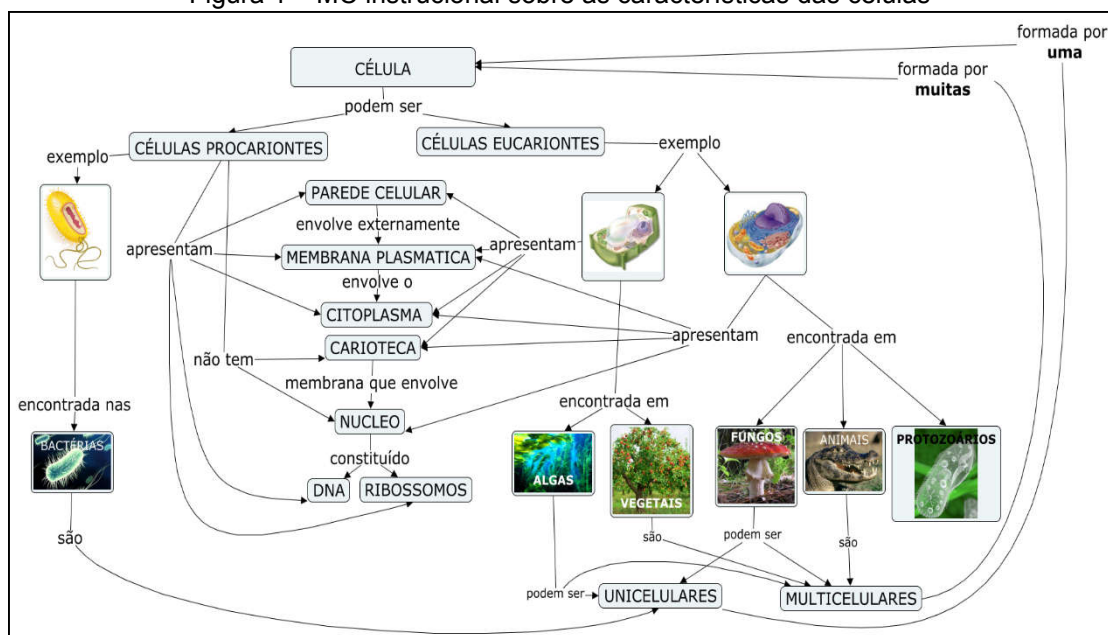 Figura 1 – MC instrucional sobre as características das células
formada por
uma
formada por
muitas
CÉLULA
podem ser
CÉLULAS PROCARIONTES
CÉLULAS EUCARIONTES
exemplo
exemplo
PAREDE CELULAR
envolve externamente
apresentam
apresentam
MEMBRANA PLASMATICA
envolve o
CITOPLASMA
apresentam
CARIOTECA
não tem
encontrada em
membrana que envolve
encontrada nas
NUCLEO
encontrada em
BACTÉRIAS
constituído
DNA
RIBOSSOMOS
ALGAS
VEGETAIS
FUNGOS
ANIMAIS
PROTOZOÁRIOS
são
são
podem ser
são
podem ser
UNICELULARES
MULTICELULARES